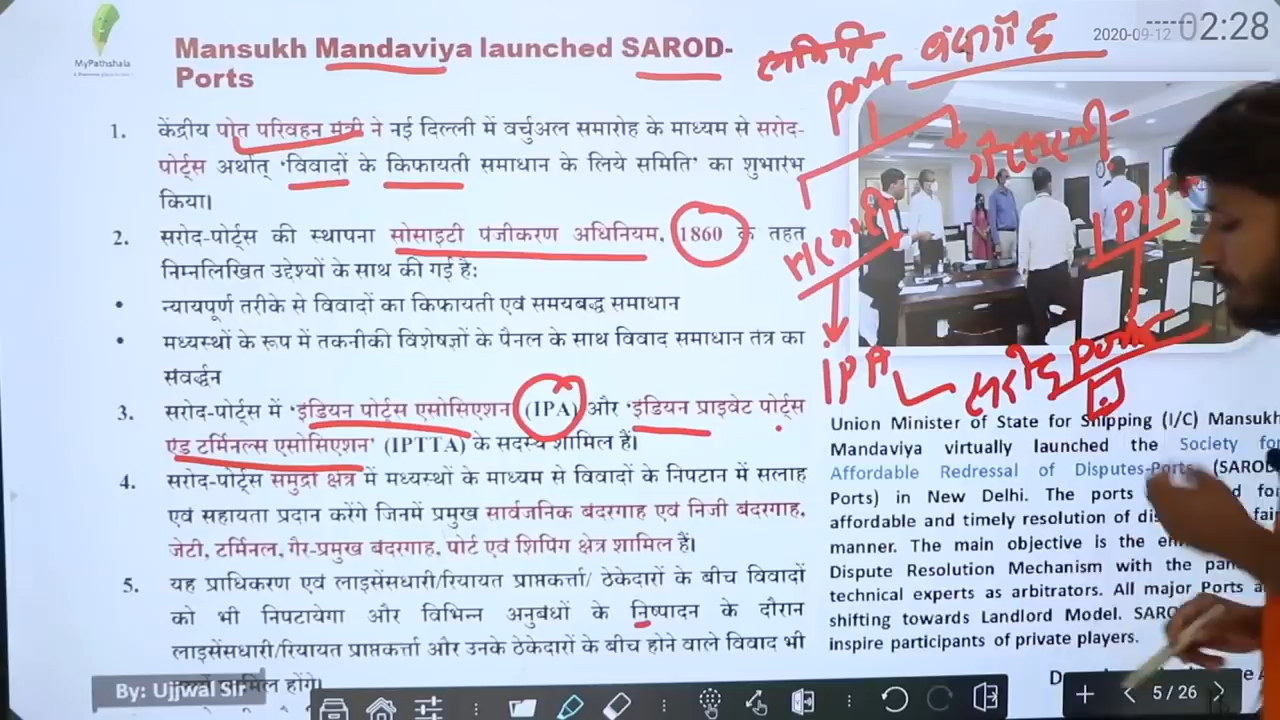 MyPathshala
2020-09-12 02:28
Mansukh Mandaviya launched SAROD-
Ports
1. केंद्रीय पोत परिवहन मंत्री ने नई दिल्ली में वर्चुअल समारोह के माध्यम से सरोद-
पोर्ट्स अर्थात् 'विवादों के किफायती समाधान के लिये समिति' का शुभारंभ
किया।
2. सरोद-पोर्ट्स की स्थापना सोसाइटी पंजीकरण अधिनियम, 1860 के तहत
निम्नलिखित उद्देश्यों के साथ की गई है:
• न्यायपूर्ण तरीके से विवादों का किफायती एवं समयबद्ध समाधान
• मध्यस्थों के रूप में तकनीकी विशेषज्ञों के पैनल के साथ विवाद समाधान तंत्र का
संवर्द्धन
3. सरोद-पोर्ट्स में 'इंडियन पोर्ट्स एसोसिएशन (IPA) और 'इंडियन प्राइवेट पोर्ट्स
एंड टर्मिनल्स एसोसिएशन' (IPTTA) के सदस्य शामिल हैं।
4. सरोद-पोर्ट्स समुद्री क्षेत्र में मध्यस्थों के माध्यम से विवादों के निपटान में सलाह
एवं सहायता प्रदान करेंगे जिनमें प्रमुख सार्वजनिक बंदरगाह एवं निजी बंदरगाह,
जेटी, टर्मिनल, गैर-प्रमुख बंदरगाह, पोर्ट एवं शिपिंग क्षेत्र शामिल हैं।
5. यह प्राधिकरण एवं लाइसेंसधारी/रियायत प्राप्तकर्त्ता/ ठेकेदारों के बीच विवादों
को भी निपटायेगा और विभिन्न अनुबंधों के निष्पादन के दौरान
लाइसेंसधारी/रियायत प्राप्तकर्त्ता और उनके ठेकेदारों के बीच होने वाले विवाद भी
शामिल होंगे।
समिति
Port बंदरगाह
सरकारी
IPA
सरोद Ports
Union Minister of State for Shipping (I/C) Mansukh
Mandaviya virtually launched the Society for
Affordable Redressal of Disputes-Ports (SAROD
Ports) in New Delhi. The ports for
affordable and timely resolution of fair
manner. The main objective is the
Dispute Resolution Mechanism with the
technical experts as arbitrators. All major Ports
shifting towards Landlord Model.
inspire participants of private players.
By: Ujjwal Sir
5 / 26